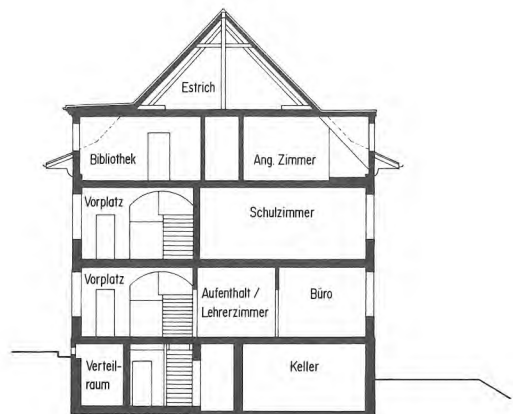 Estrich
Bibliothek
Ang. Zimmer
Vorplatz
Schulzimmer
Vorplatz
Aufenthalt /
Lehrerzimmer
Büro
Verteil-
raum
Keller